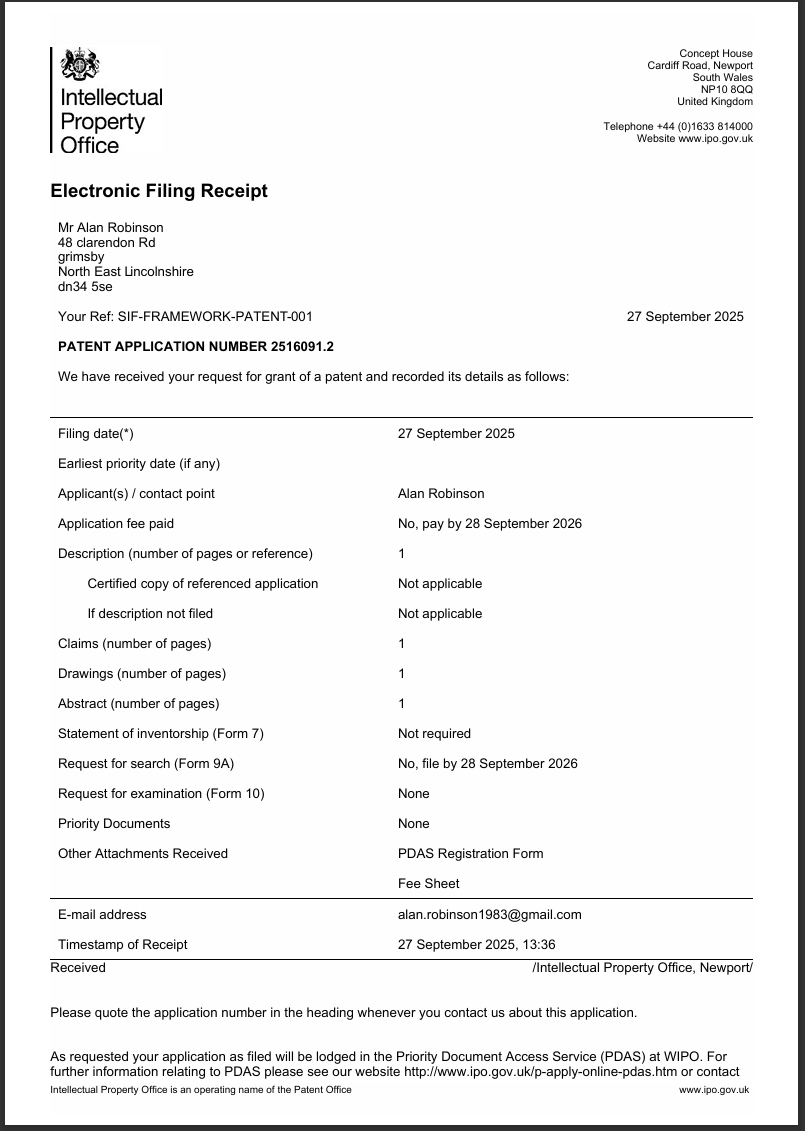 Intellectual
Property
Office
Concept House
Cardiff Road, Newport
South Wales
NP10 8QQ
United Kingdom
Telephone +44 (0)1633 814000
Website www.ipo.gov.uk
Electronic Filing Receipt
Mr Alan Robinson
48 clarendon Rd
grimsby
North East Lincolnshire
dn34 5se
Your Ref: SIF-FRAMEWORK-PATENT-001 27 September 2025
PATENT APPLICATION NUMBER 2516091.2
We have received your request for grant of a patent and recorded its details as follows:
Filing date(*) 27 September 2025
Earliest priority date (if any)
Applicant(s) / contact point Alan Robinson
Application fee paid No, pay by 28 September 2026
Description (number of pages or reference) 1
Certified copy of referenced application Not applicable
If description not filed Not applicable
Claims (number of pages) 1
Drawings (number of pages) 1
Abstract (number of pages) 1
Statement of inventorship (Form 7) Not required
Request for search (Form 9A) No, file by 28 September 2026
Request for examination (Form 10) None
Priority Documents None
Other Attachments Received PDAS Registration Form
Fee Sheet
E-mail address alan.robinson1983@gmail.com
Timestamp of Receipt 27 September 2025, 13:36
Received /Intellectual Property Office, Newport/
Please quote the application number in the heading whenever you contact us about this application.
As requested your application as filed will be lodged in the Priority Document Access Service (PDAS) at WIPO. For
further information relating to PDAS please see our website http://www.ipo.gov.uk/p-apply-online-pdas.htm or contact
Intellectual Property Office is an operating name of the Patent Office www.ipo.gov.uk